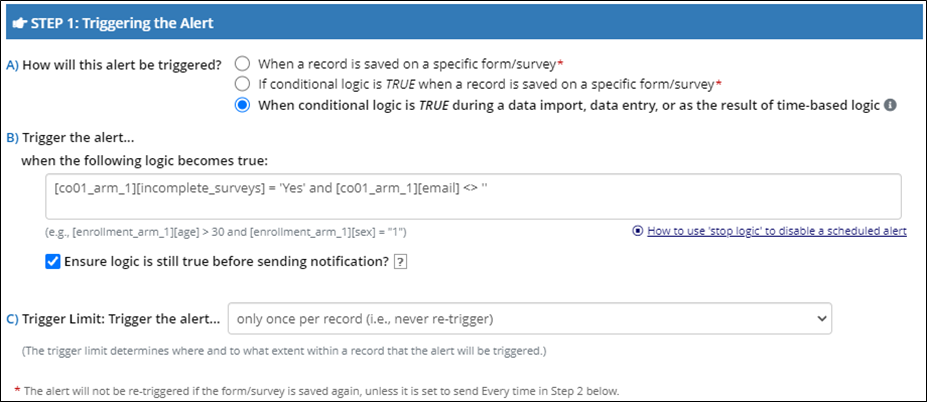 STEP 1: Triggering the Alert
A) How will this alert be triggered?
When a record is saved on a specific form/survey*
If conditional logic is TRUE when a record is saved on a specific form/survey*
When conditional logic is TRUE during a data import, data entry, or as the result of time-based logic
B) Trigger the alert...
when the following logic becomes true:
[co01_arm_1][incomplete_surveys] = 'Yes' and [co01_arm_1][email] <> ''
(e.g., [enrollment_arm_1][age] > 30 and [enrollment_arm_1][sex] = "1")
How to use 'stop logic' to disable a scheduled alert
Ensure logic is still true before sending notification? ?
C) Trigger Limit: Trigger the alert... only once per record (i.e., never re-trigger)
(The trigger limit determines where and to what extent within a record that the alert will be triggered.)
* The alert will not be re-triggered if the form/survey is saved again, unless it is set to send Every time in Step 2 below.